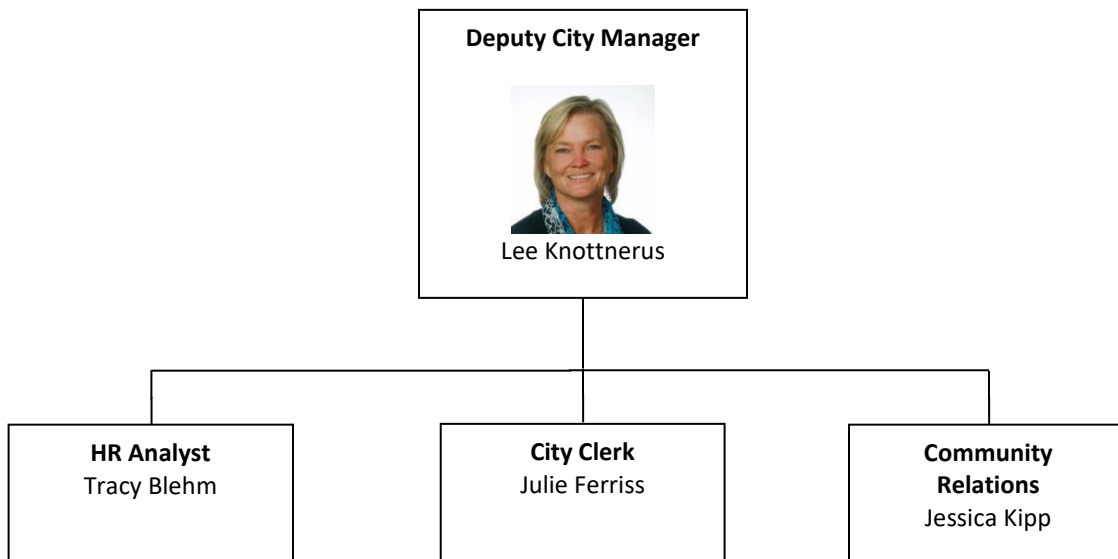 Deputy City Manager
Lee Knottnerus
HR Analyst
Tracy Blehm
City Clerk
Julie Ferriss
Community
Relations
Jessica Kipp